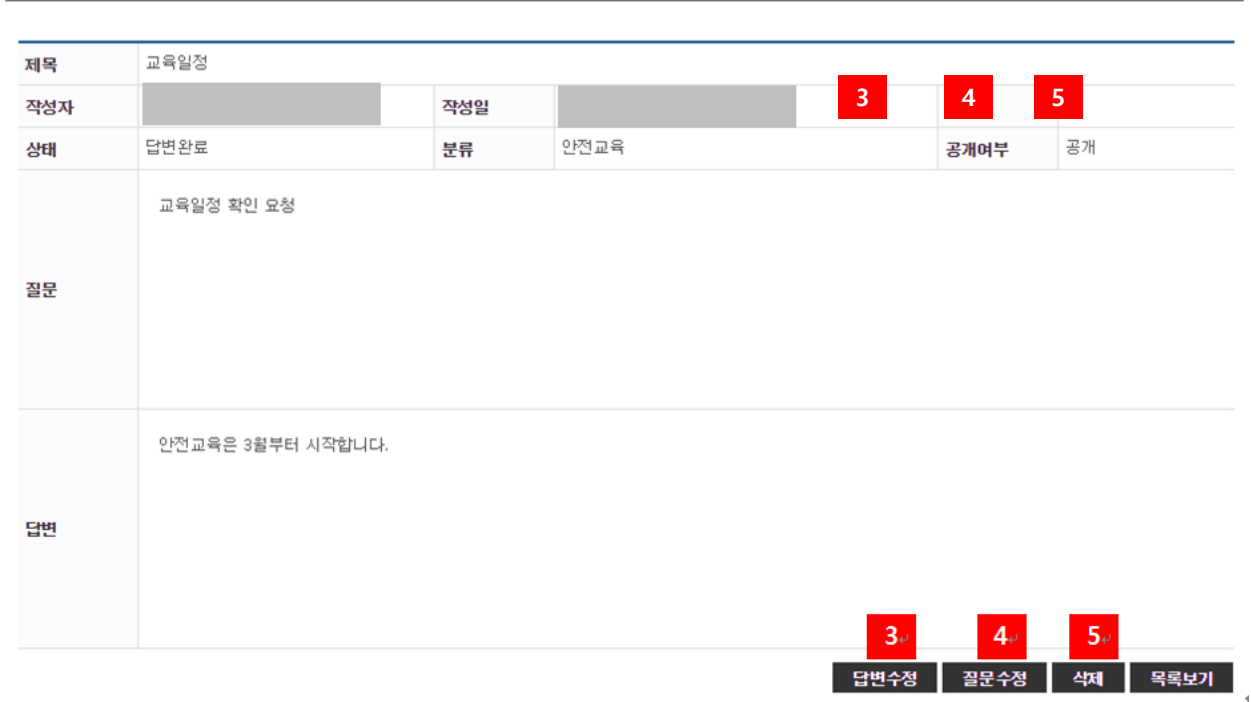 제목 교육일정
작성자 작성일 3 4 5
상태 답변완료 분류 안전교육 공개여부 공개
교육일정 확인 요청
질문
안전교육은 3월부터 시작합니다.
답변
3 4 5
답변수정 질문수정 삭제 목록보기